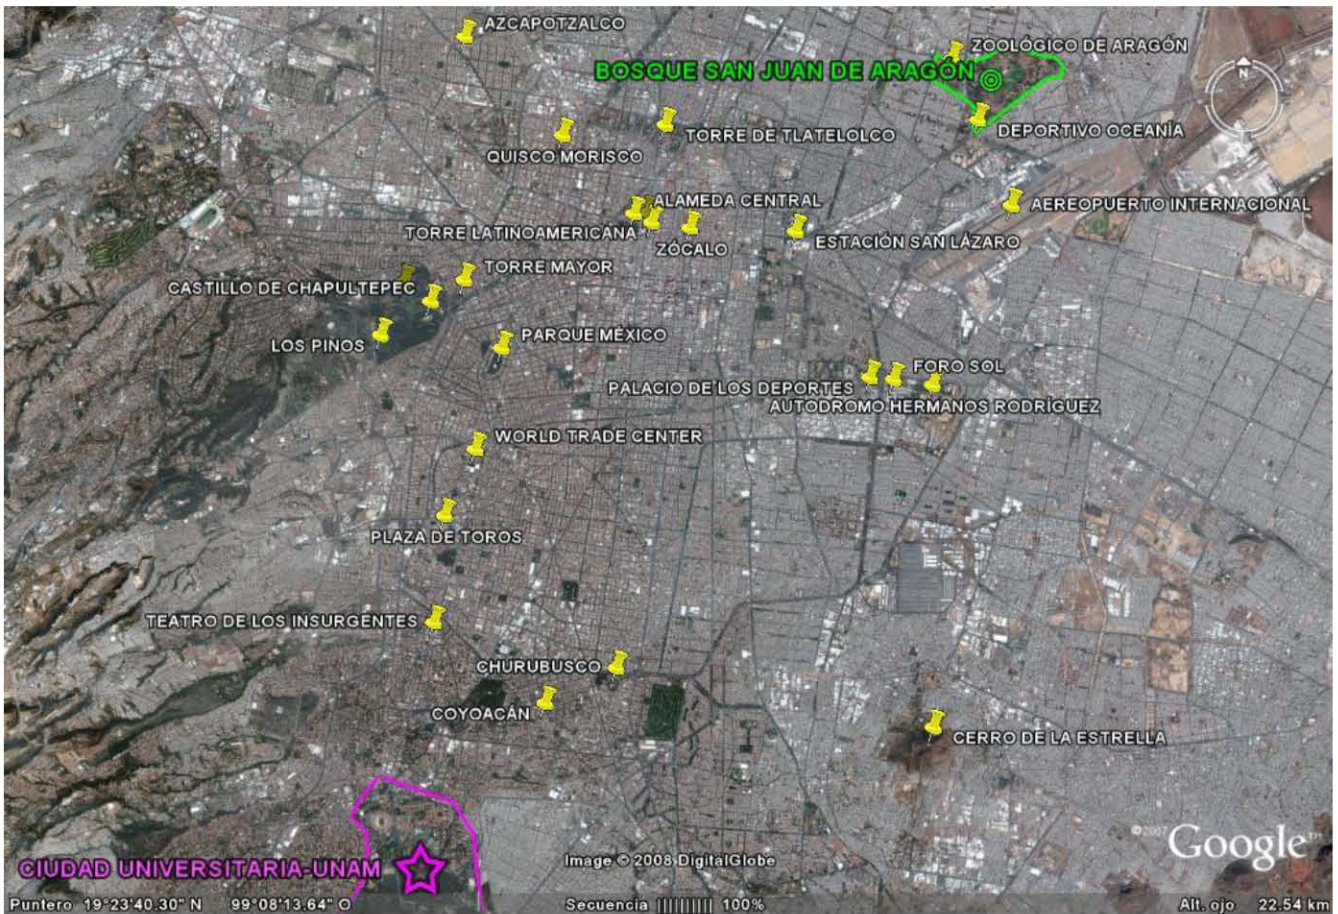 AZCAPOTZALCO
ZOOLÓGICO DE ARAGÓN
BOSQUE SAN JUAN DE ARAGÓN
N
DEPORTIVO OCEANÍA
TORRE DE TLATELOLCO
QUISCO MORISCO
ALAMEDA CENTRAL
AEREOPUERTO INTERNACIONAL
TORRE LATINOAMERICANA
ZÓCALO
ESTACIÓN SAN LÁZARO
TORRE MAYOR
CASTILLO DE CHAPULTEPEC
LOS PINOS
PARQUE MÉXICO
FORO SOL
PALACIO DE LOS DEPORTES
AUTODROMO HERMANOS RODRÍGUEZ
WORLD TRADE CENTER
PLAZA DE TOROS
TEATRO DE LOS INSURGENTES
CHURUBUSCO
COYOACÁN
CERRO DE LA ESTRELLA
© 2007 Google™
CIUDAD UNIVERSITARIA-UNAM
Image © 2008 DigitalGlobe
Puntero 19°23'40.30" N 99°08'13.64" O Secuencia 100% Alt. ojo 22.54 km